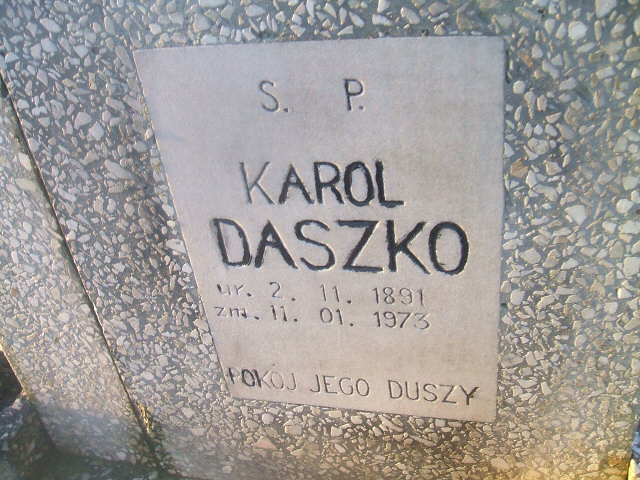 S. P.
KAROL
DASZKO
ur. 2. 11. 1891
zm. 11. 01. 1973
POKÓJ JEGO DUSZY